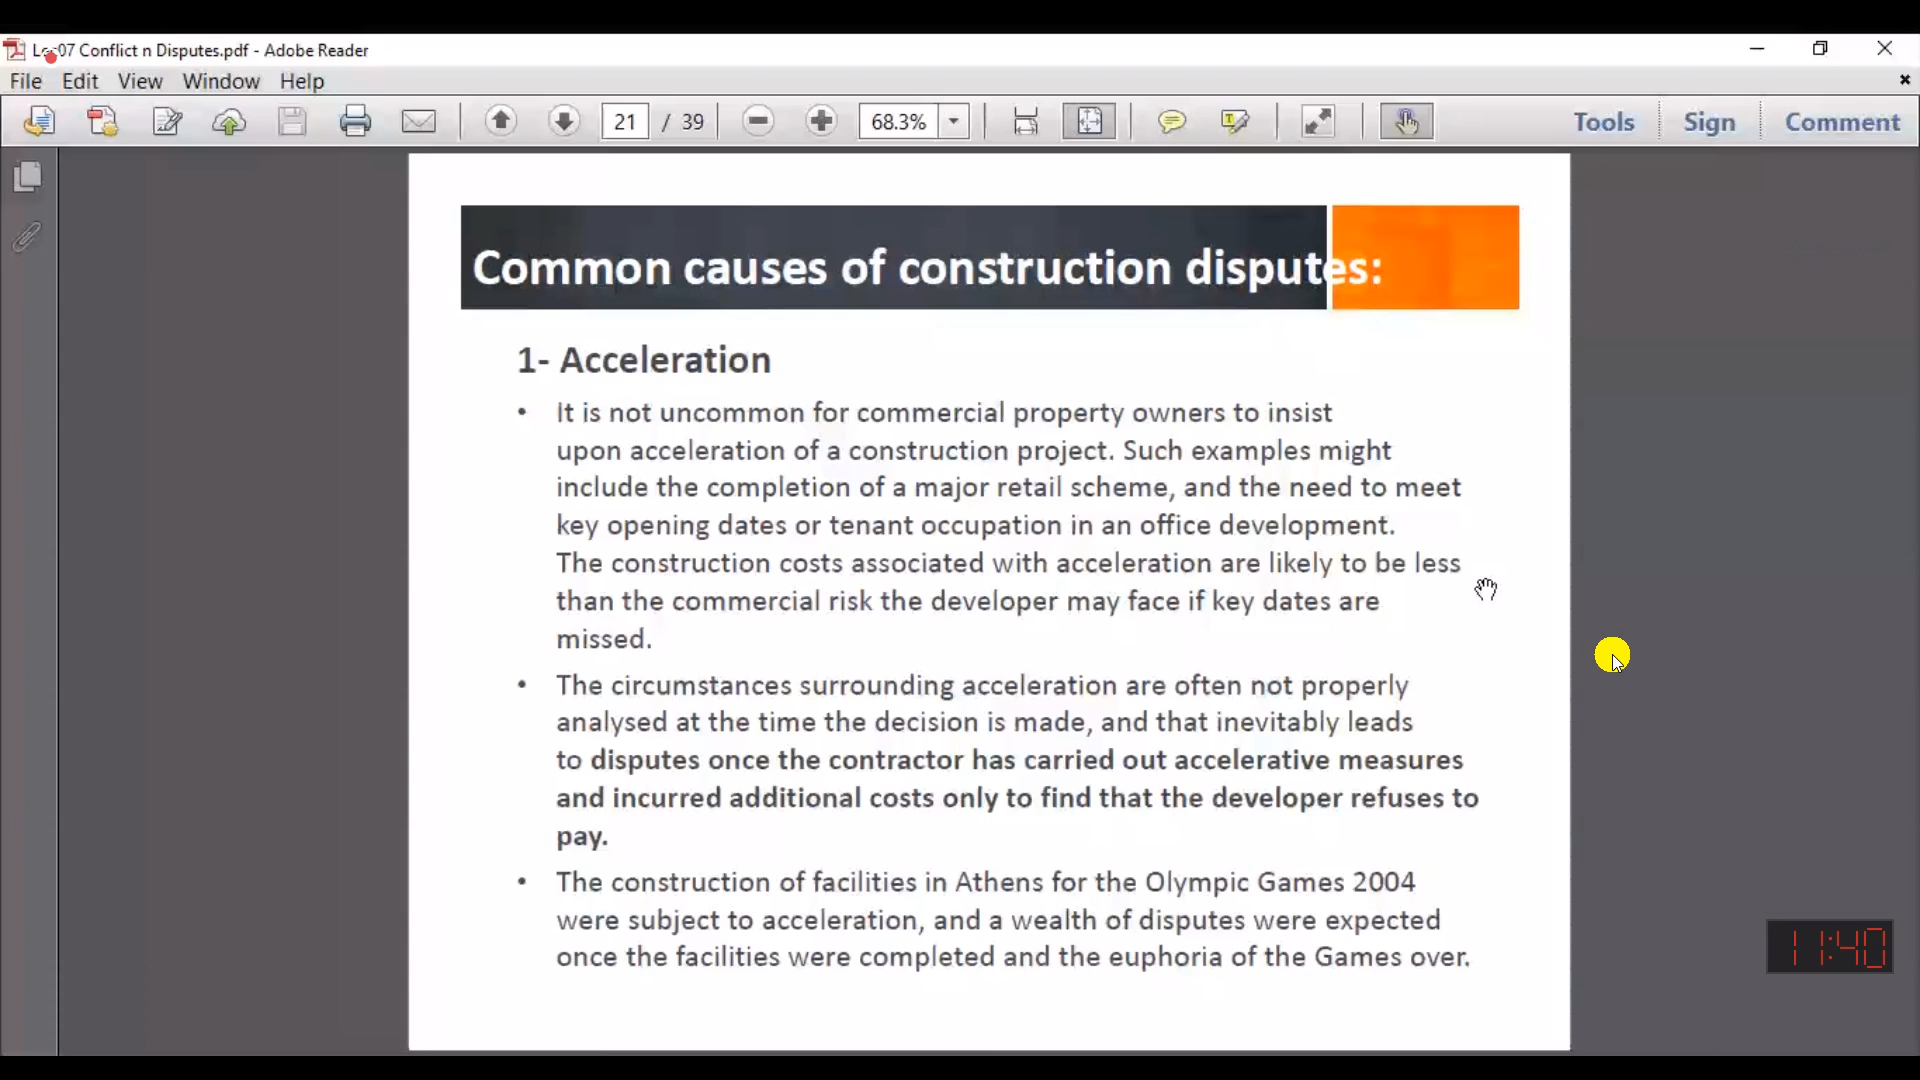 Lec07 Conflict n Disputes.pdf - Adobe Reader
File Edit View Window Help
21 / 39 68.3% Tools Sign Comment
Common causes of construction disputes:
1- Acceleration
• It is not uncommon for commercial property owners to insist
upon acceleration of a construction project. Such examples might
include the completion of a major retail scheme, and the need to meet
key opening dates or tenant occupation in an office development.
The construction costs associated with acceleration are likely to be less
than the commercial risk the developer may face if key dates are
missed.
• The circumstances surrounding acceleration are often not properly
analysed at the time the decision is made, and that inevitably leads
to disputes once the contractor has carried out accelerative measures
and incurred additional costs only to find that the developer refuses to
pay.
• The construction of facilities in Athens for the Olympic Games 2004
were subject to acceleration, and a wealth of disputes were expected
once the facilities were completed and the euphoria of the Games over.
11:40